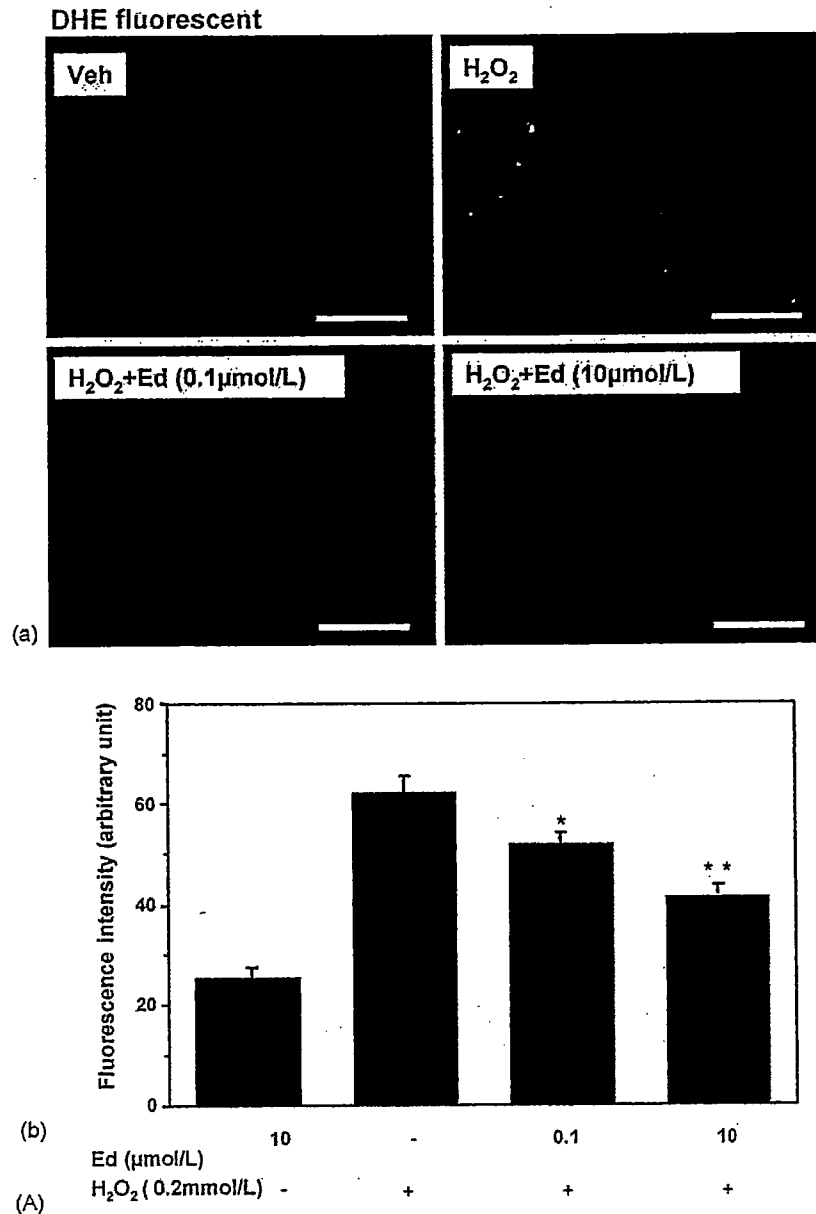 DHE fluorescent
Veh
H₂O₂
H₂O₂+Ed (0.1μmol/L)
H₂O₂+Ed (10μmol/L)
(a)
Fluorescence intensity (arbitrary unit)
80
60
40
20
0
*
* *
(b)
10 - 0.1 10
Ed (μmol/L)
H₂O₂ ( 0.2mmol/L) - + + +
(A)